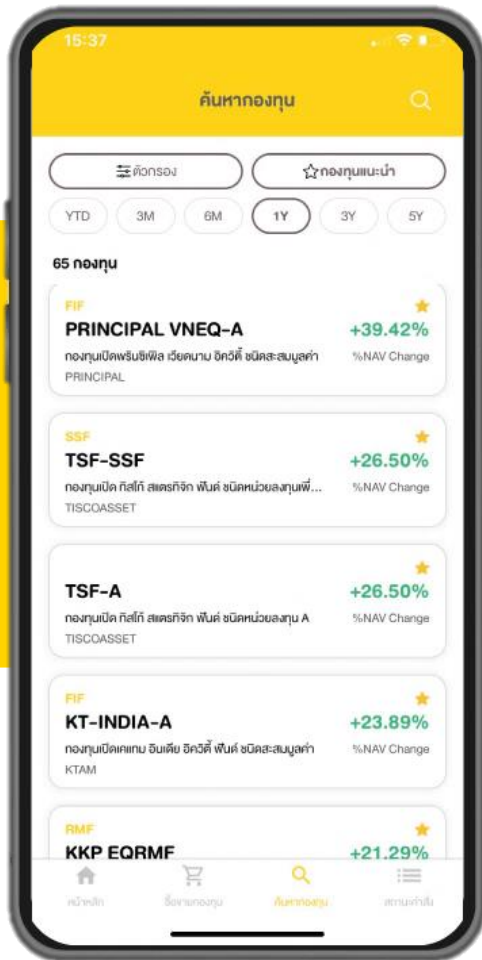 15:37
ค้นหากองทุน
ตัวกรอง
กองทุนแนะนำ
YTD 3M 6M 1Y 3Y 5Y
65 กองทุน
FIF
PRINCIPAL VNEQ-A +39.42%
กองทุนเปิดพรินซิเพิล เวียดนาม อิควิตี้ ชนิดสะสมมูลค่า %NAV Change
PRINCIPAL
SSF
TSF-SSF +26.50%
กองทุนเปิด ทิสโก้ สแตรทิจิก ฟันด์ ชนิดหน่วยลงทุนเพื่... %NAV Change
TISCOASSET
TSF-A +26.50%
กองทุนเปิด ทิสโก้ สแตรทิจิก ฟันด์ ชนิดหน่วยลงทุน A %NAV Change
TISCOASSET
FIF
KT-INDIA-A +23.89%
กองทุนเปิดเคแทม อินเดีย อิควิตี้ ฟันด์ ชนิดสะสมมูลค่า %NAV Change
KTAM
RMF
KKP EQRMF +21.29%
หน้าหลัก ซื้อขายกองทุน ค้นหากองทุน สถานะคำสั่ง